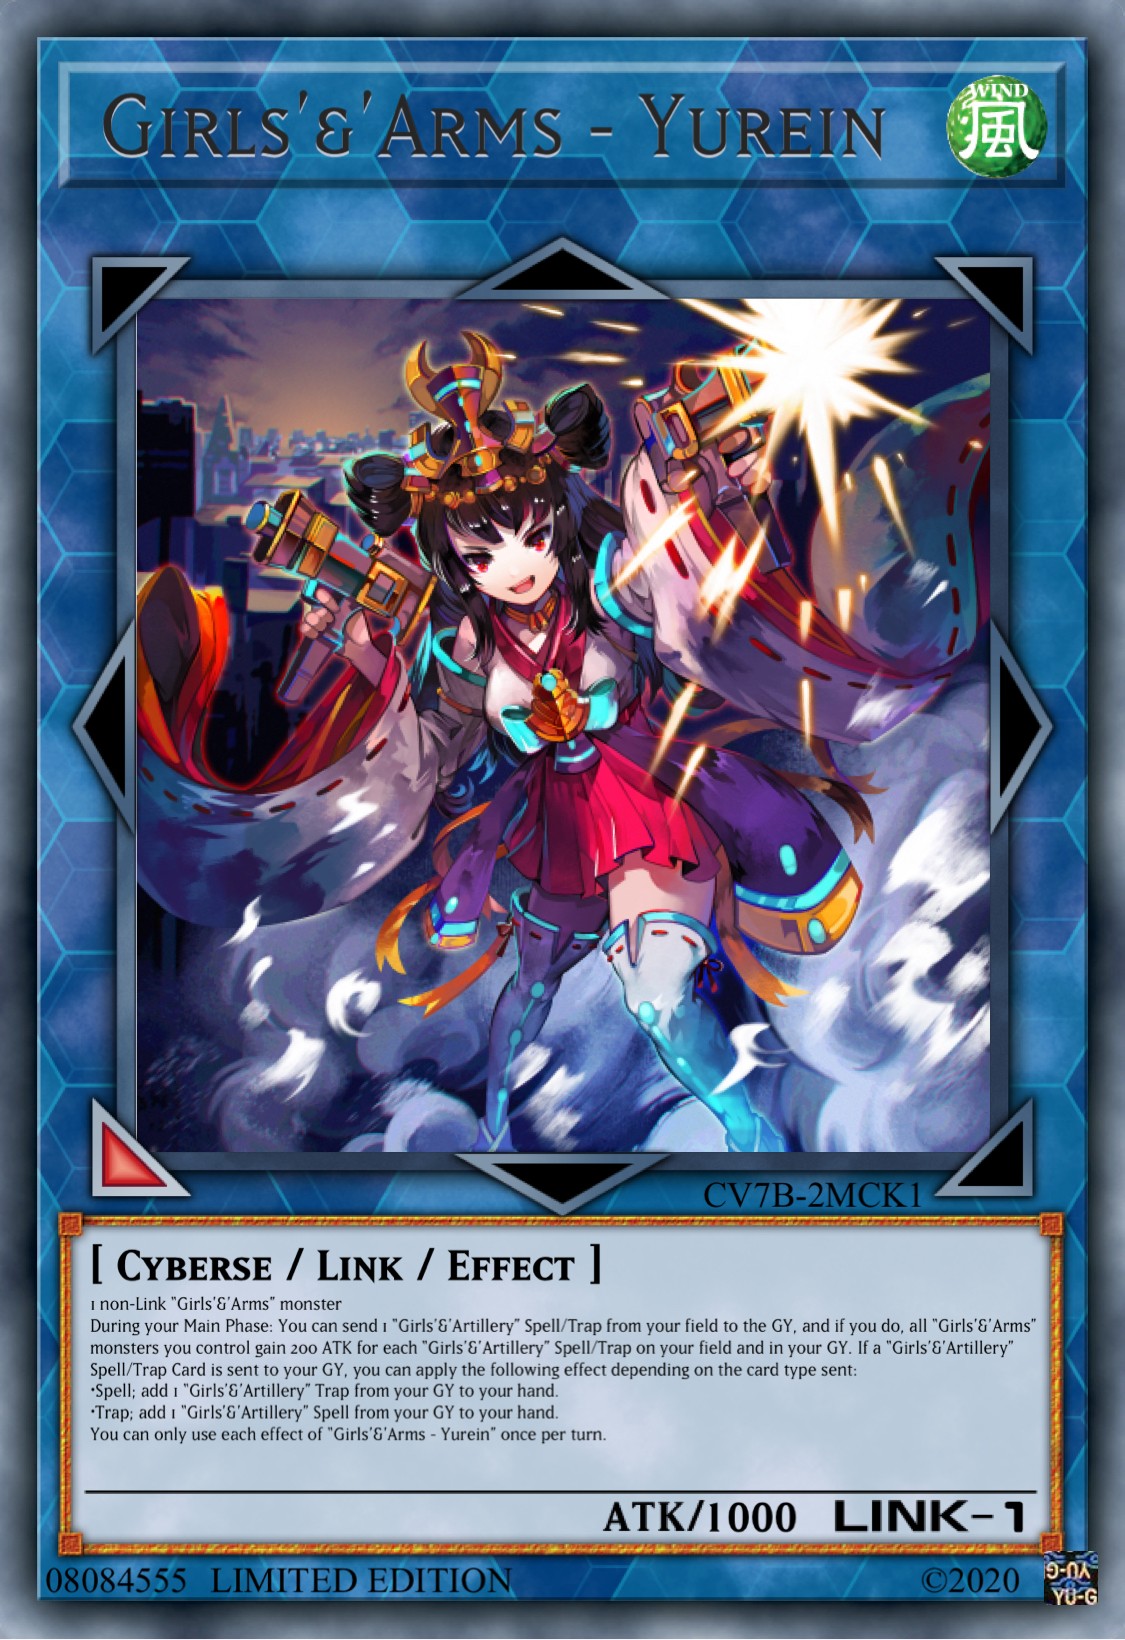 Girls'&'Arms - Yurein
WIND
風
CV7B-2MCK1
[ Cyberse / Link / Effect ]
1 non-Link "Girls'&'Arms" monster
During your Main Phase: You can send 1 "Girls'&'Artillery" Spell/Trap from your field to the GY, and if you do, all "Girls'&'Arms"
monsters you control gain 200 ATK for each "Girls'&'Artillery" Spell/Trap on your field and in your GY. If a "Girls'&'Artillery"
Spell/Trap Card is sent to your GY, you can apply the following effect depending on the card type sent:
•Spell; add 1 "Girls'&'Artillery" Trap from your GY to your hand.
•Trap; add 1 "Girls'&'Artillery" Spell from your GY to your hand.
You can only use each effect of "Girls'&'Arms - Yurein" once per turn.
ATK/1000 LINK-1
08084555 LIMITED EDITION ©2020
YU-G
YU-G